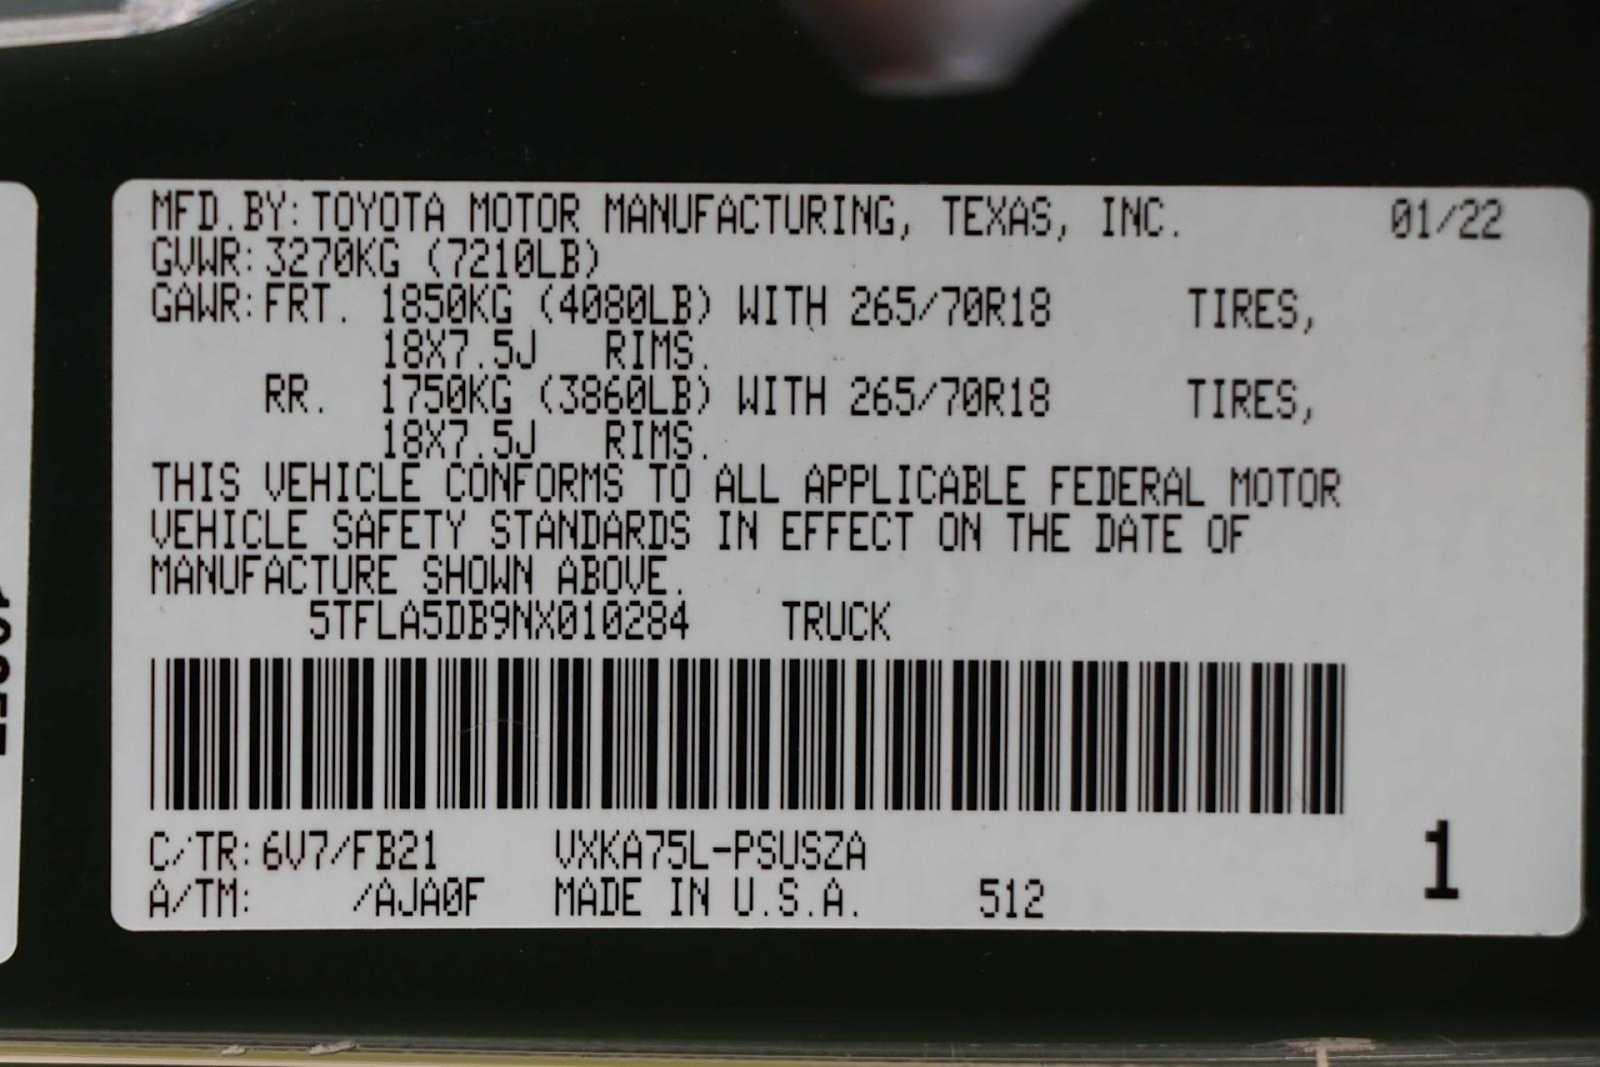 MFD.BY:TOYOTA MOTOR MANUFACTURING, TEXAS, INC. 01/22
GVWR:3270KG (7210LB)
GAWR:FRT. 1850KG (4080LB) WITH 265/70R18 TIRES,
18X7.5J RIMS.
RR. 1750KG (3860LB) WITH 265/70R18 TIRES,
18X7.5J RIMS.
THIS VEHICLE CONFORMS TO ALL APPLICABLE FEDERAL MOTOR
VEHICLE SAFETY STANDARDS IN EFFECT ON THE DATE OF
MANUFACTURE SHOWN ABOVE.
5TFLA5DB9NX010284 TRUCK
C/TR:6V7/FB21 VXKA75L-PSUSZA
A/TM: /AJA0F MADE IN U.S.A. 512
1